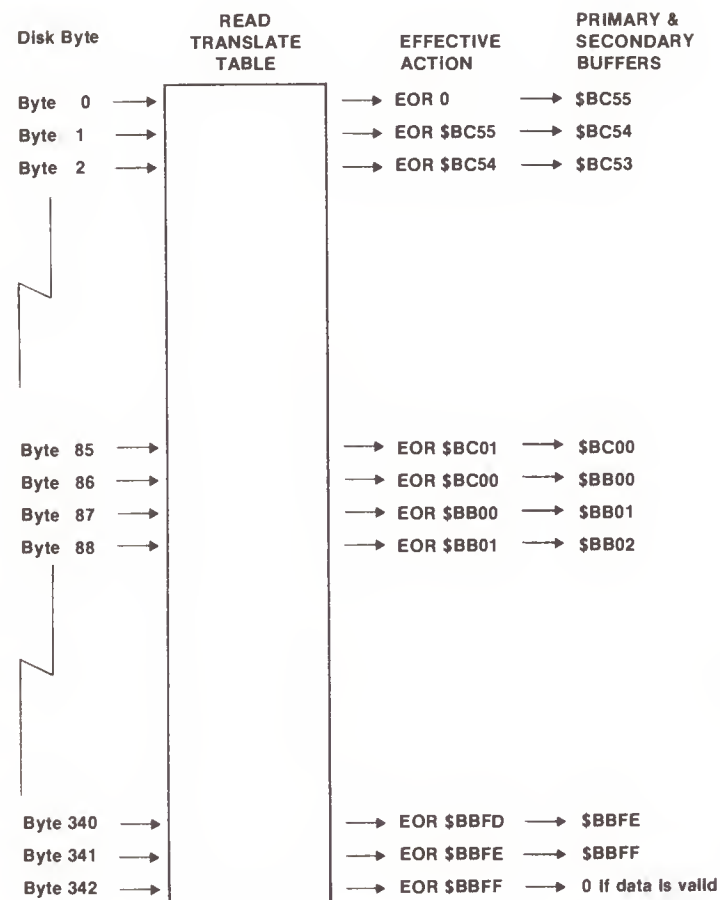 Disk Byte
READ
TRANSLATE
TABLE
EFFECTIVE
ACTION
PRIMARY &
SECONDARY
BUFFERS
Byte 0 → → EOR 0 → $BC55
Byte 1 → → EOR $BC55 → $BC54
Byte 2 → → EOR $BC54 → $BC53
Byte 85 → → EOR $BC01 → $BC00
Byte 86 → → EOR $BC00 → $BB00
Byte 87 → → EOR $BB00 → $BB01
Byte 88 → → EOR $BB01 → $BB02
Byte 340 → → EOR $BBFD → $BBFE
Byte 341 → → EOR $BBFE → $BBFF
Byte 342 → → EOR $BBFF → 0 if data is valid